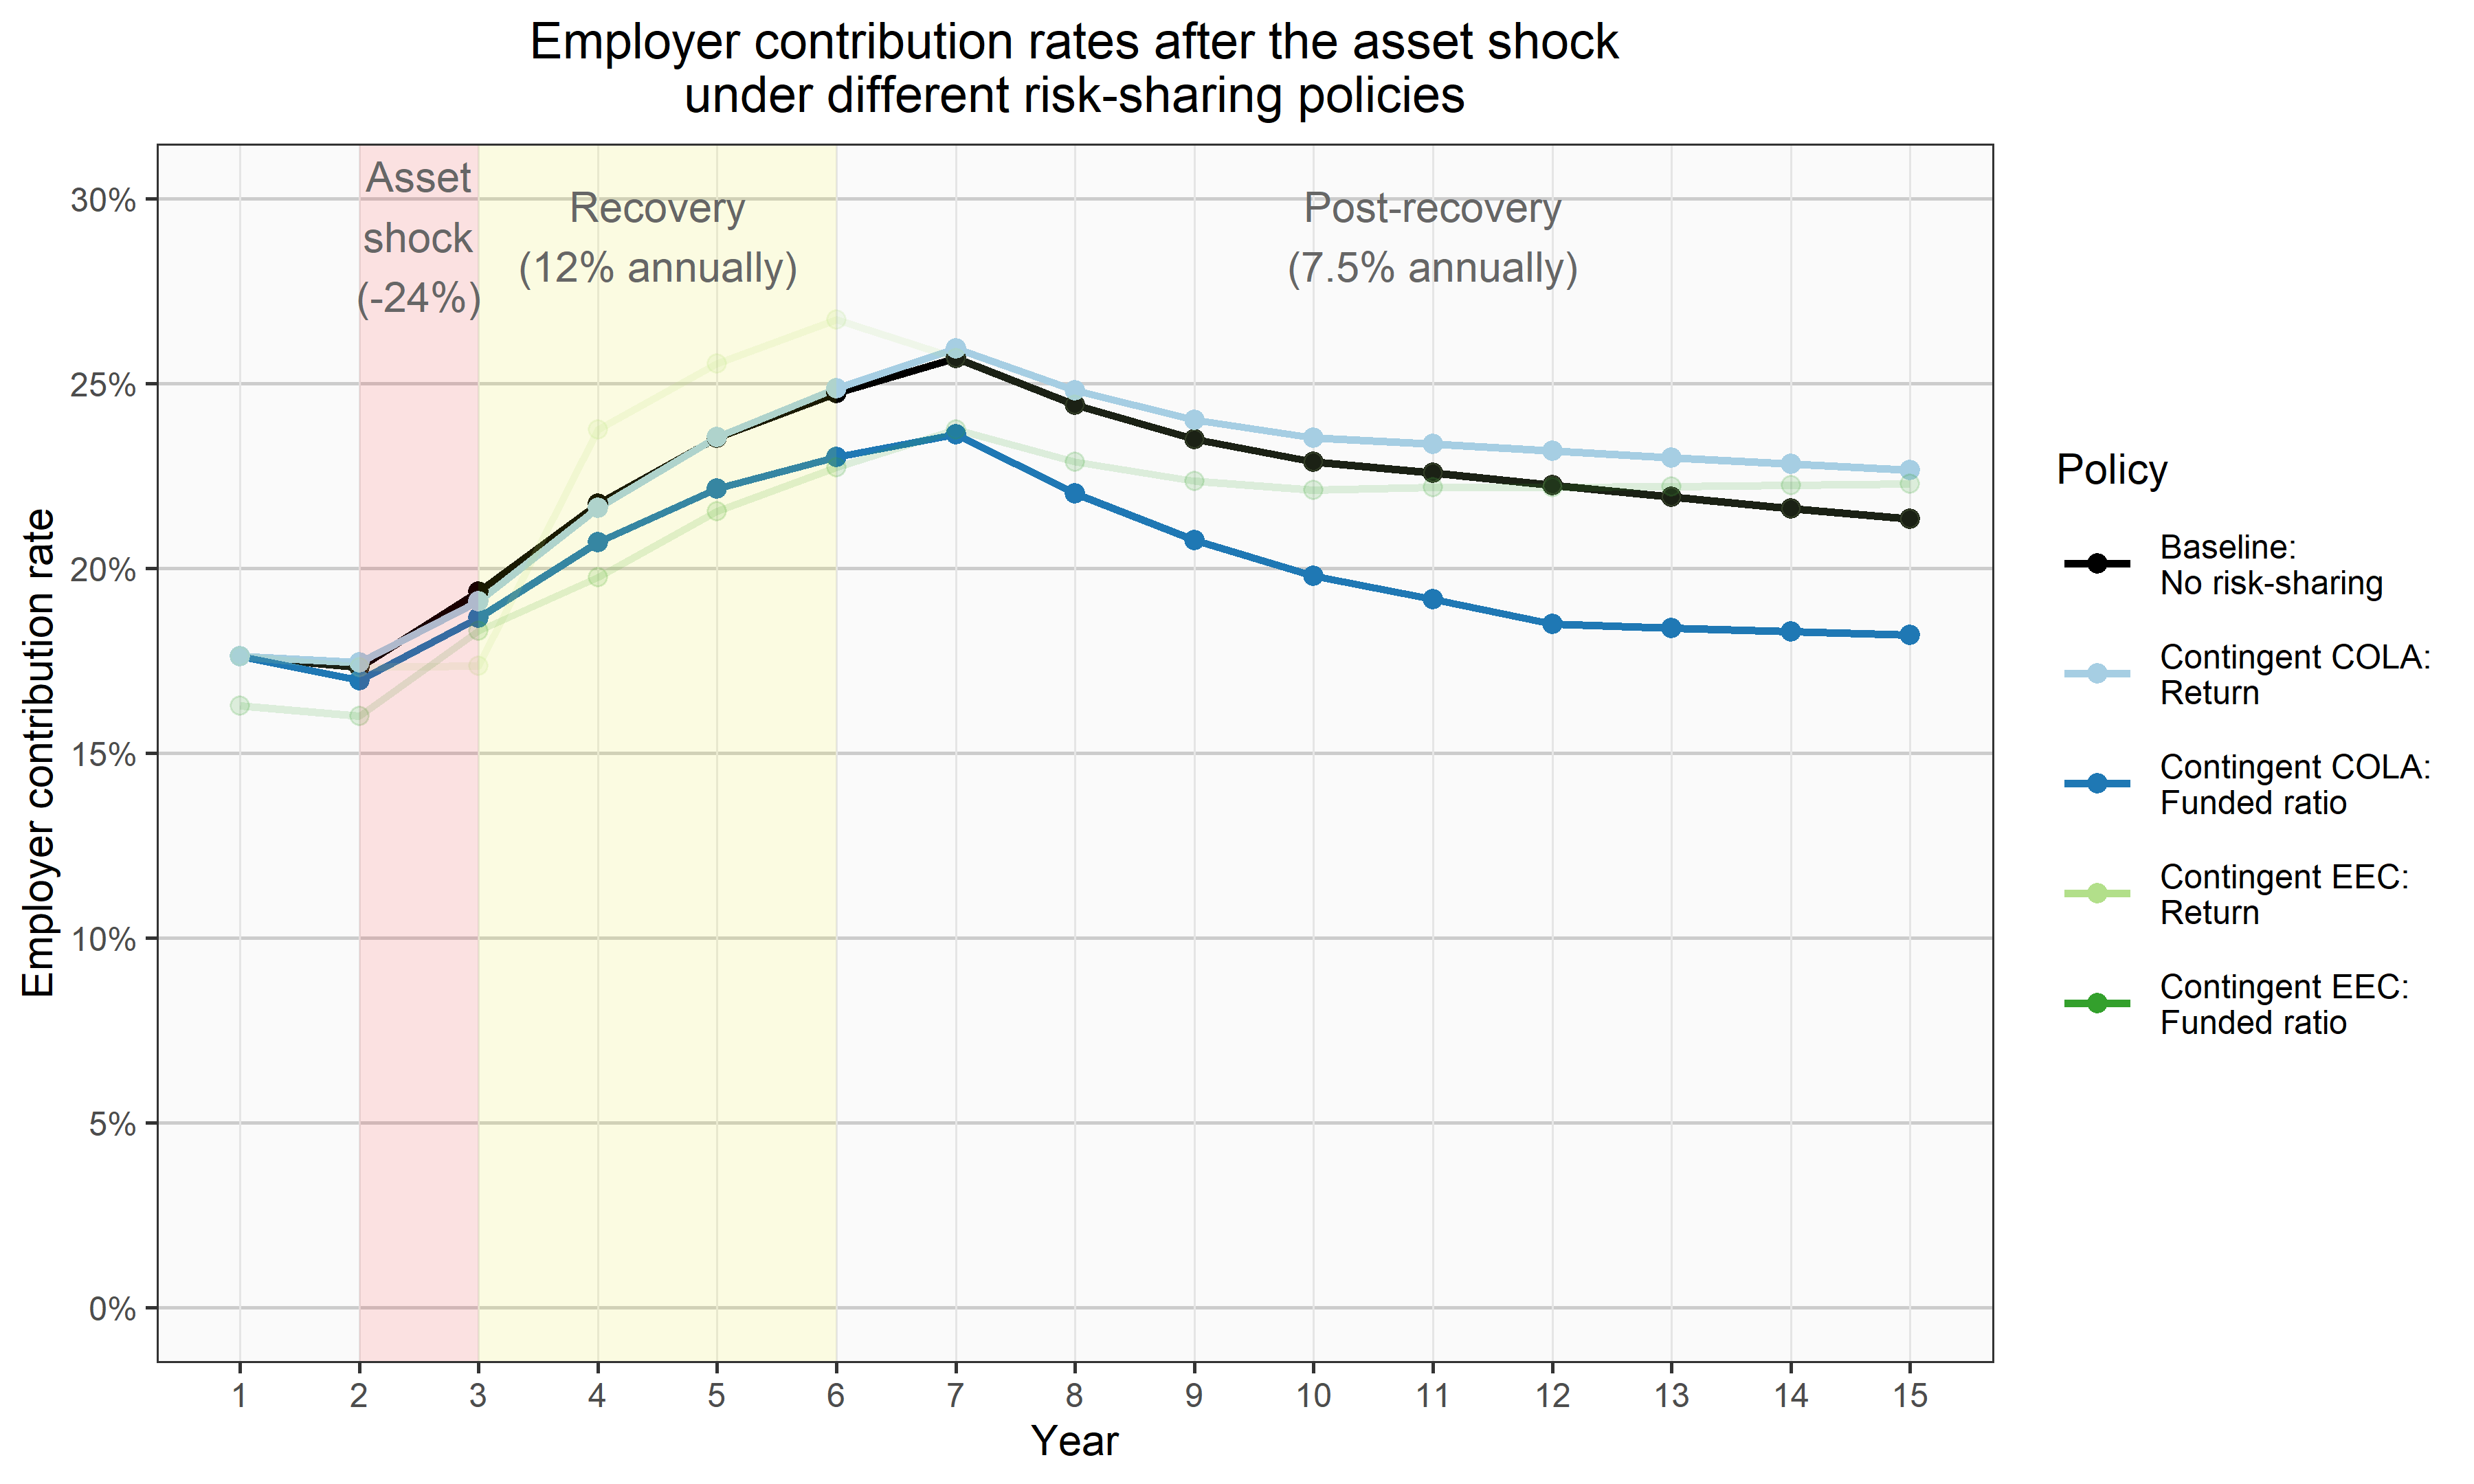 Employer contribution rates after the asset shock
under different risk-sharing policies
Asset
shock
(-24%)
Recovery
(12% annually)
Post-recovery
(7.5% annually)
30%
25%
20%
15%
10%
5%
0%
Employer contribution rate
1 2 3 4 5 6 7 8 9 10 11 12 13 14 15
Year
Policy
Baseline:
No risk-sharing
Contingent COLA:
Return
Contingent COLA:
Funded ratio
Contingent EEC:
Return
Contingent EEC:
Funded ratio